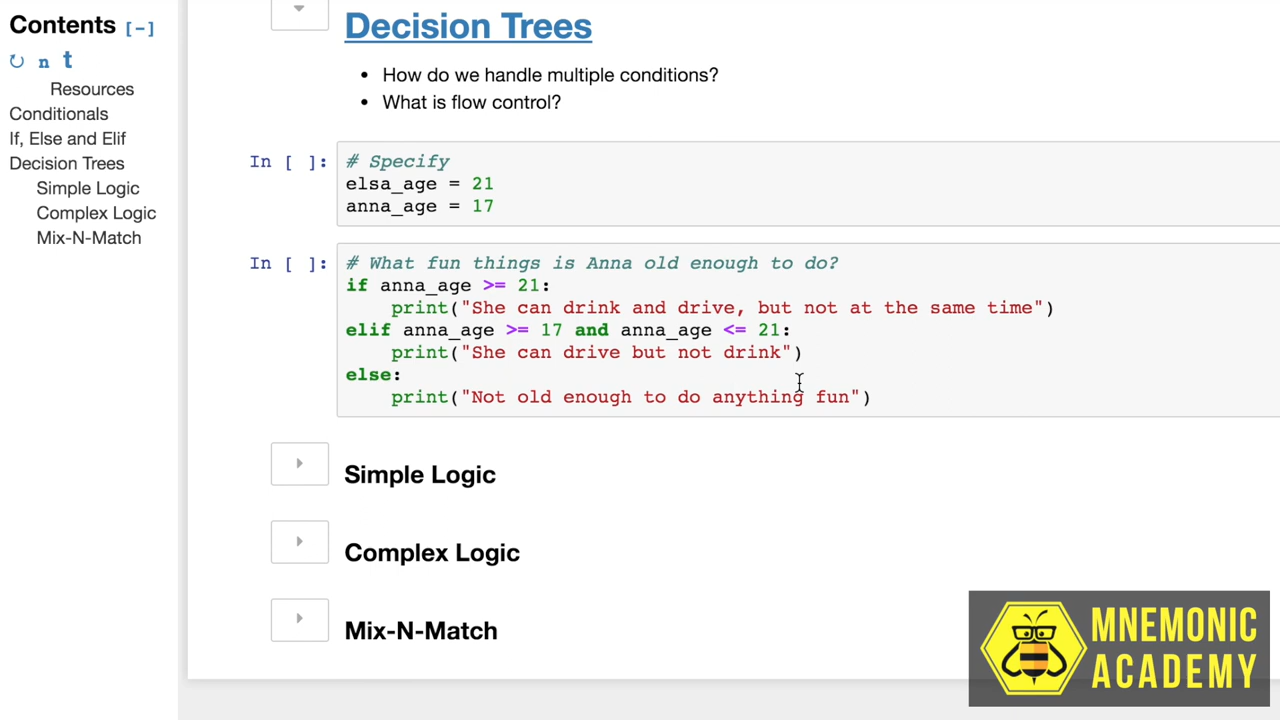 Contents [-]
n t
Resources
Conditionals
If, Else and Elif
Decision Trees
Simple Logic
Complex Logic
Mix-N-Match
Decision Trees
• How do we handle multiple conditions?
• What is flow control?
In [ ]:
# Specify
elsa_age = 21
anna_age = 17
In [ ]:
# What fun things is Anna old enough to do?
if anna_age >= 21:
    print("She can drink and drive, but not at the same time")
elif anna_age >= 17 and anna_age <= 21:
    print("She can drive but not drink")
else:
    print("Not old enough to do anything fun")
Simple Logic
Complex Logic
Mix-N-Match
MNEMONIC
ACADEMY